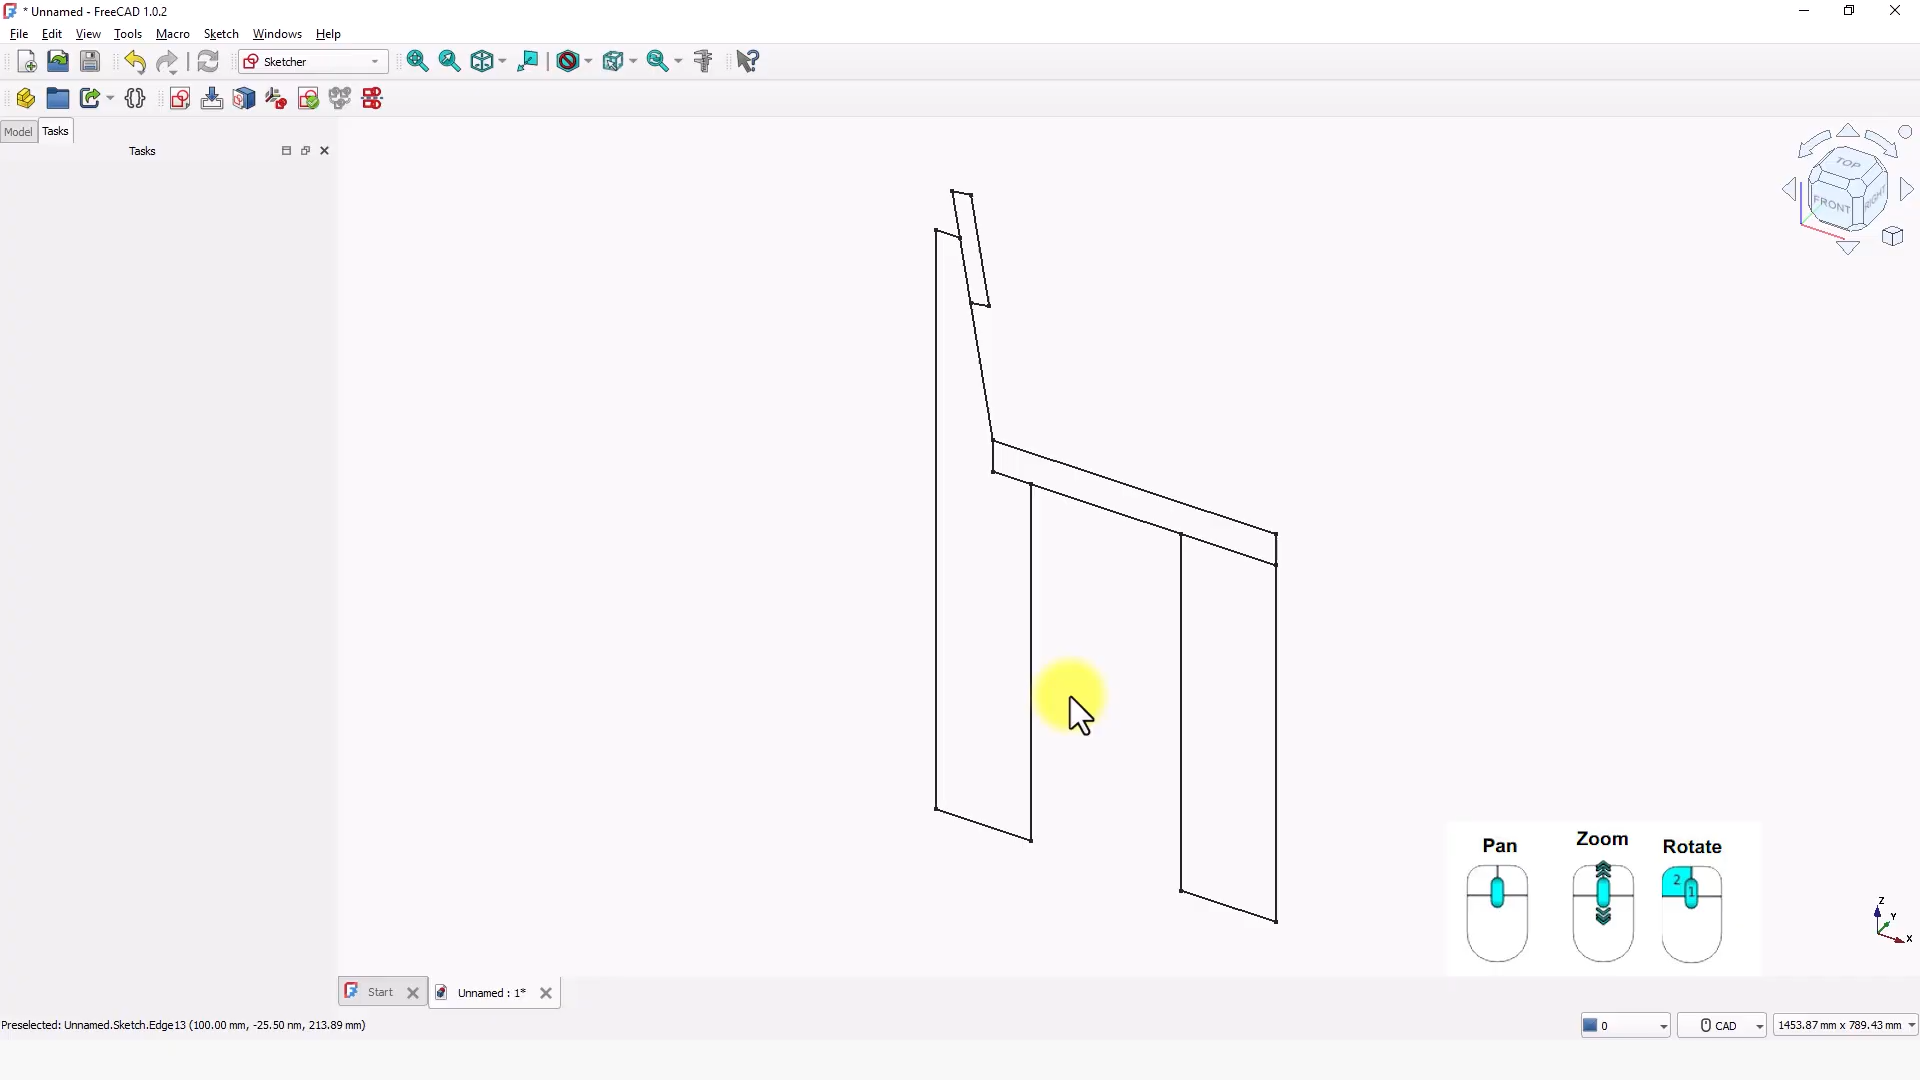 * Unnamed - FreeCAD 1.0.2
File Edit View Tools Macro Sketch Windows Help
Sketcher
Model Tasks
Tasks
TOP
FRONT
RIGHT
Pan Zoom Rotate
2
1
Z
Y
X
Start
Unnamed : 1*
Preselected: Unnamed.Sketch.Edge13 (100.00 mm, -25.50 nm, 213.89 mm)
0
CAD
1453.87 mm x 789.43 mm